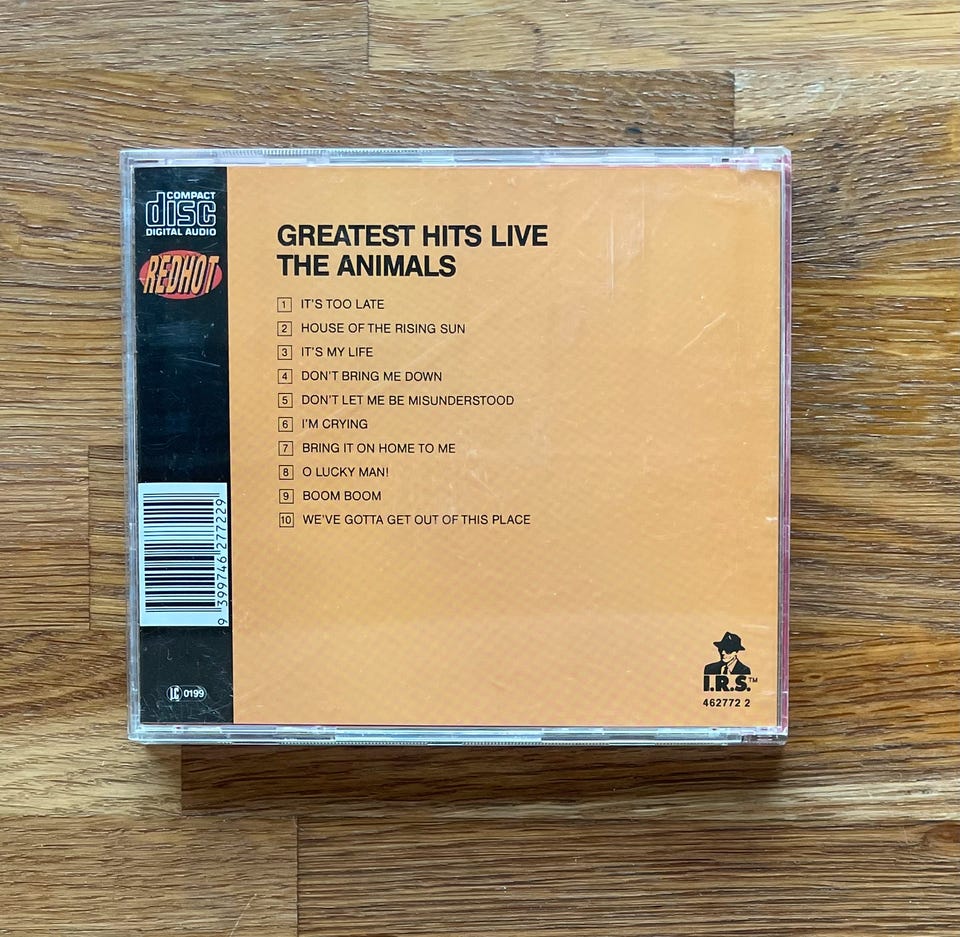 COMPACT
disc
DIGITAL AUDIO
REDHOT
GREATEST HITS LIVE
THE ANIMALS
1 IT'S TOO LATE
2 HOUSE OF THE RISING SUN
3 IT'S MY LIFE
4 DON'T BRING ME DOWN
5 DON'T LET ME BE MISUNDERSTOOD
6 I'M CRYING
7 BRING IT ON HOME TO ME
8 O LUCKY MAN!
9 BOOM BOOM
10 WE'VE GOTTA GET OUT OF THIS PLACE
9 399746 277229
LC 0199
I.R.S.™
462772 2